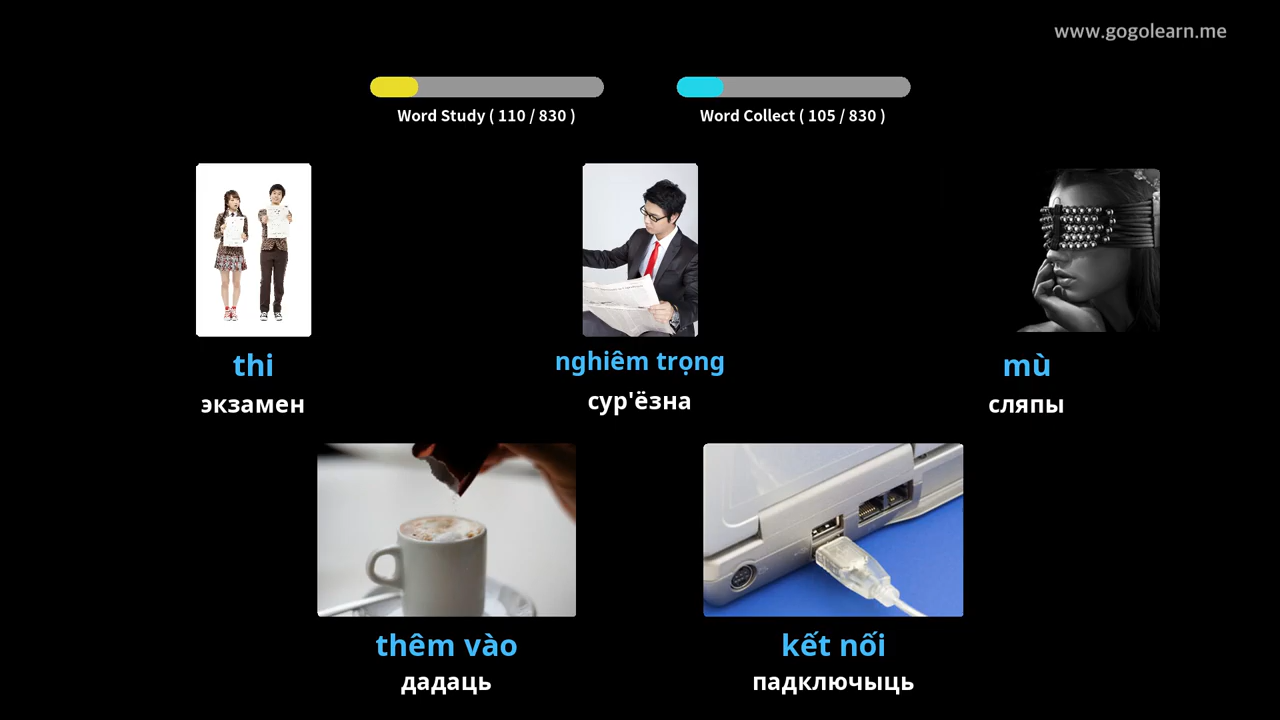 www.gogolearn.me
Word Study ( 110 / 830 )
Word Collect ( 105 / 830 )
thi
экзамен
nghiêm trọng
сур'ёзна
mù
сляпы
thêm vào
дадаць
kết nối
падключыць